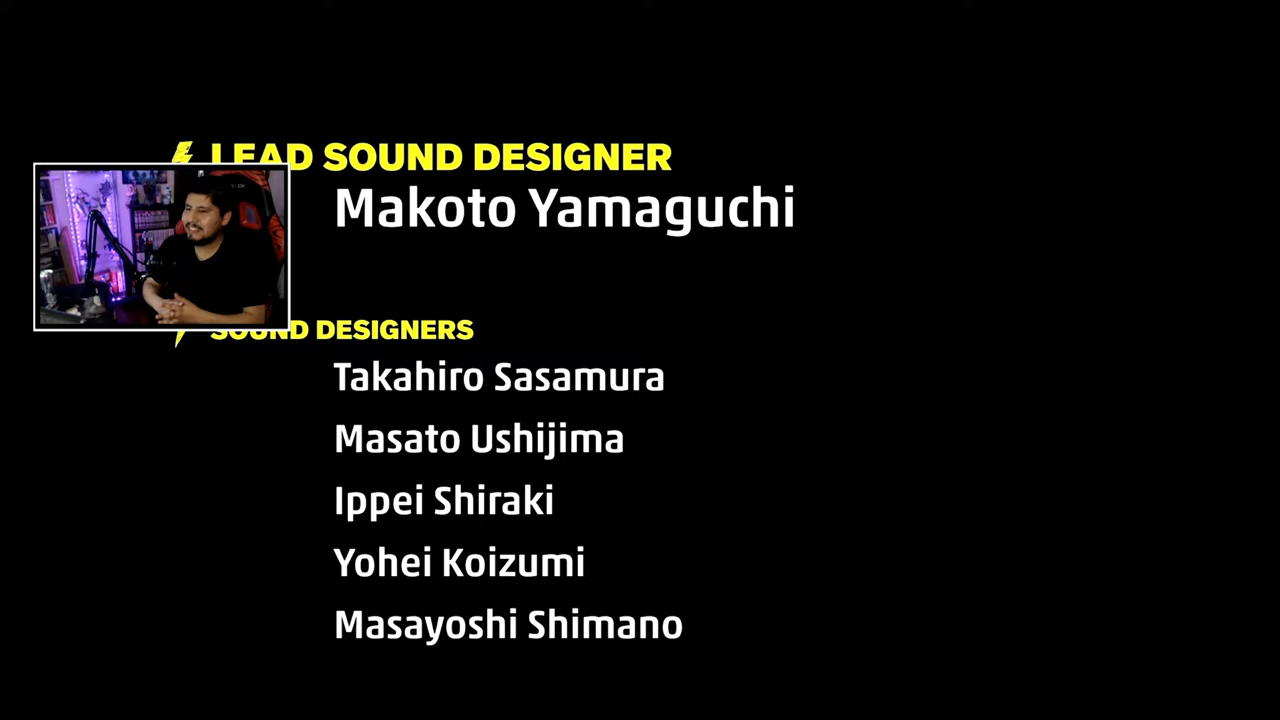 LEAD SOUND DESIGNER
Makoto Yamaguchi
SOUND DESIGNERS
Takahiro Sasamura
Masato Ushijima
Ippei Shiraki
Yohei Koizumi
Masayoshi Shimano